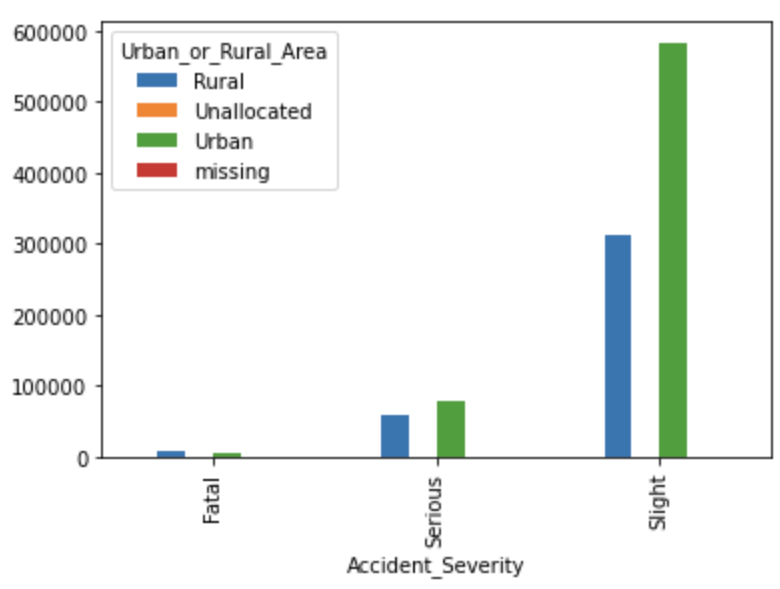 600000
500000
400000
300000
200000
100000
0
Urban_or_Rural_Area
Rural
Unallocated
Urban
missing
Fatal
Serious
Slight
Accident_Severity